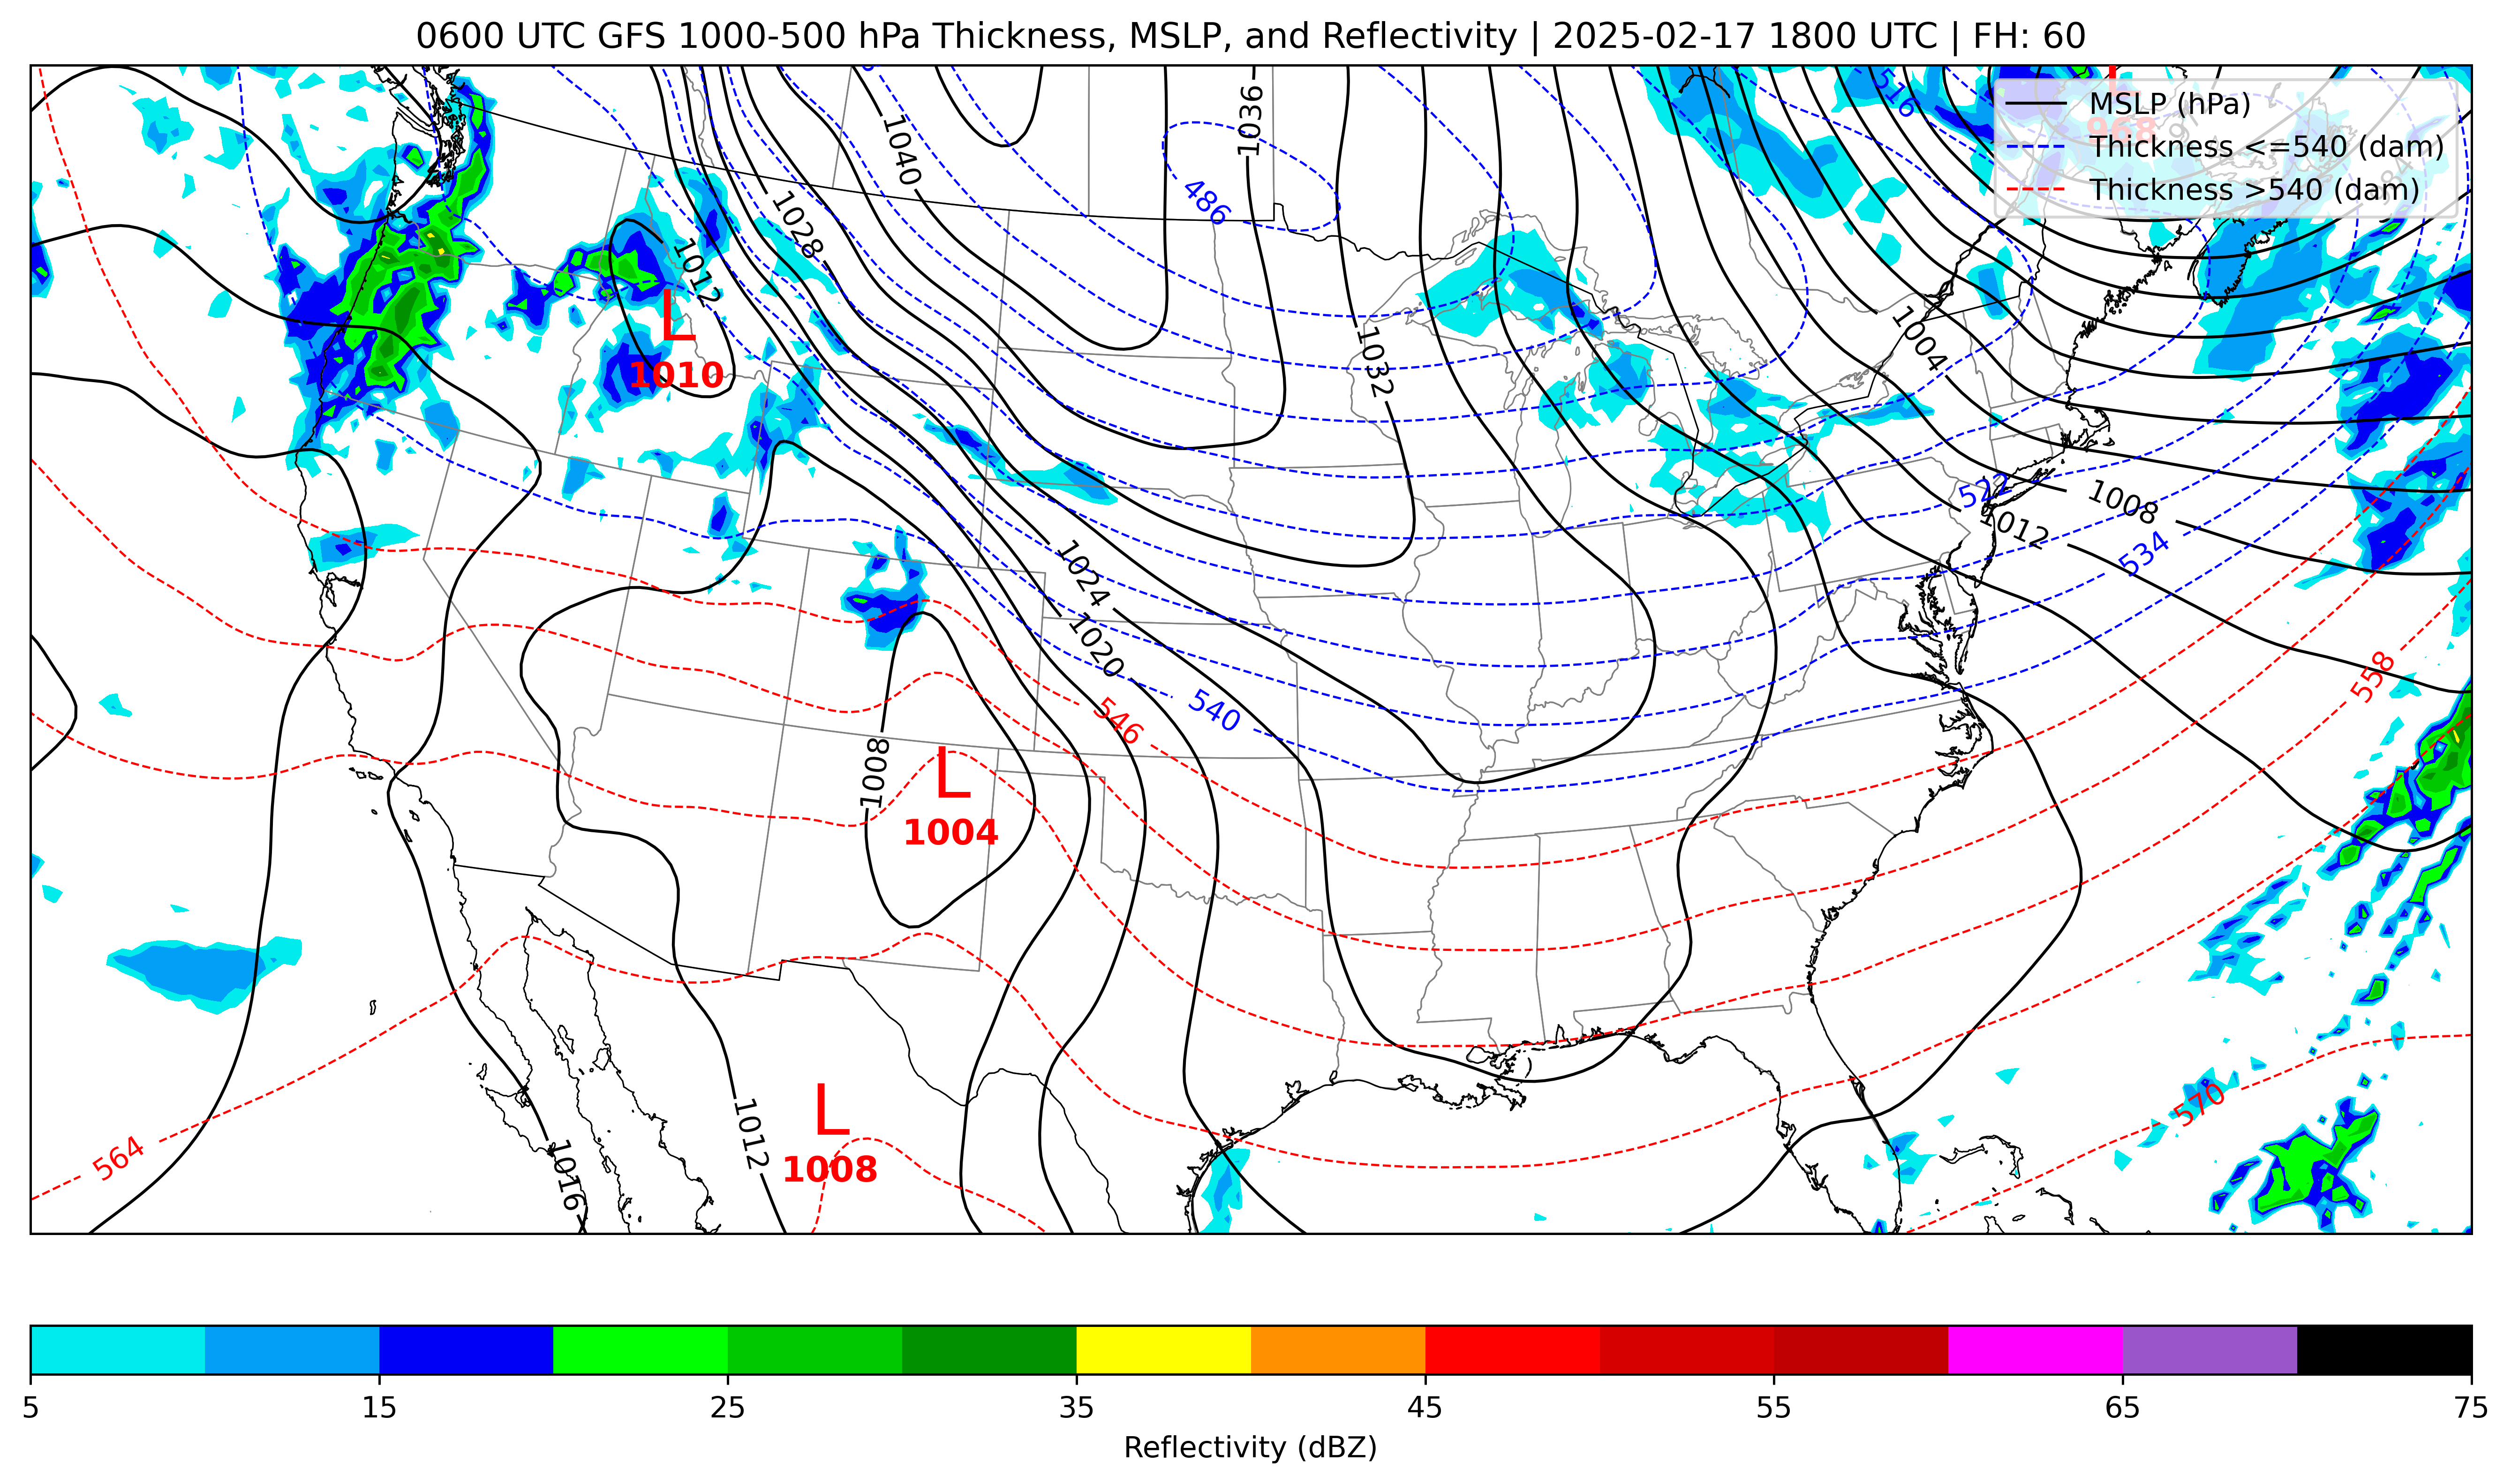 0600 UTC GFS 1000-500 hPa Thickness, MSLP, and Reflectivity | 2025-02-17 1800 UTC | FH: 60
MSLP (hPa)
Thickness <=540 (dam)
Thickness >540 (dam)
L
968
516
1036
1040
486
1028
1012
L
1010
1004
1032
522
1008
1012
534
1024
1020
558
540
546
1008
L
1004
570
L
1008
1012
564
1016
5 15 25 35 45 55 65 75
Reflectivity (dBZ)